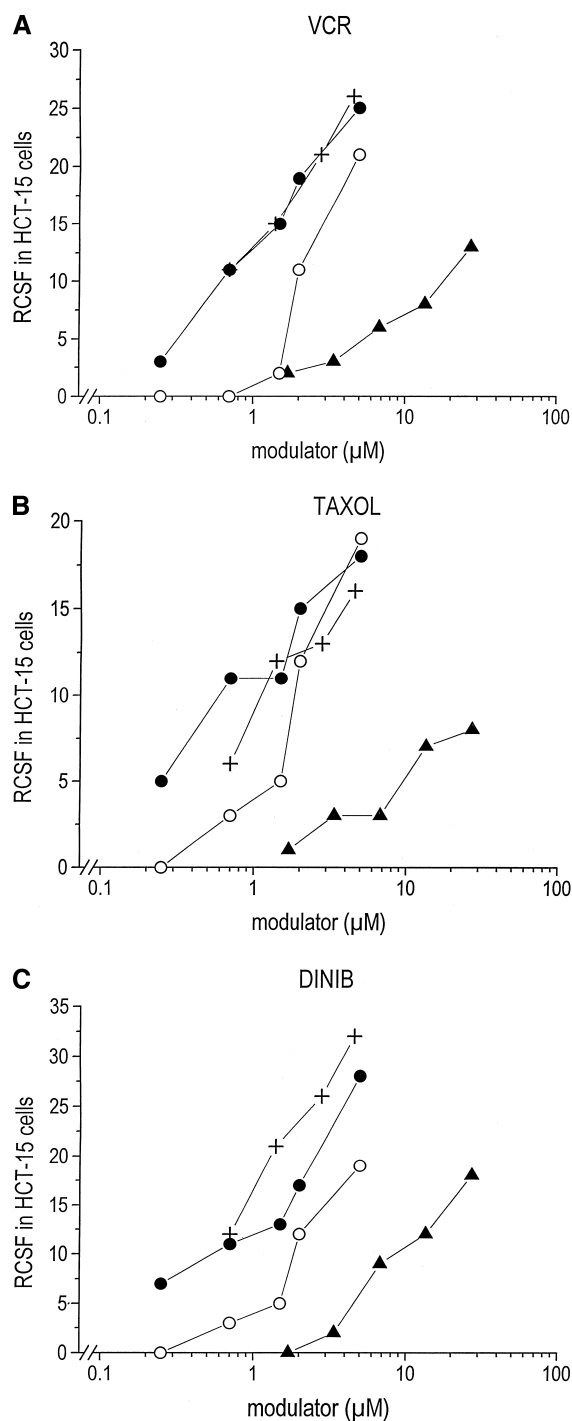 A
VCR
30
25
20
15
10
5
0
RCSF in HCT-15 cells
0.1 1 10 100
modulator (µM)
B
TAXOL
20
15
10
5
0
RCSF in HCT-15 cells
0.1 1 10 100
modulator (µM)
C
DINIB
35
30
25
20
15
10
5
0
RCSF in HCT-15 cells
0.1 1 10 100
modulator (µM)